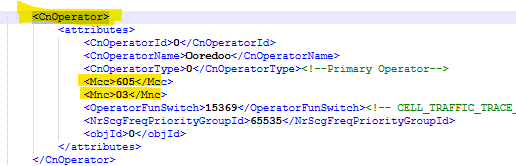 <CnOperator>
<attributes>
<CnOperatorId>0</CnOperatorId>
<CnOperatorName>Ooredoo</CnOperatorName>
<CnOperatorType>0</CnOperatorType><!--Primary Operator-->
<Mcc>605</Mcc>
<Mnc>03</Mnc>
<OperatorFunSwitch>15369</OperatorFunSwitch><!-- CELL_TRAFFIC_TRACE_
<NrScgFreqPriorityGroupId>65535</NrScgFreqPriorityGroupId>
<objId>0</objId>
</attributes>
</CnOperator>